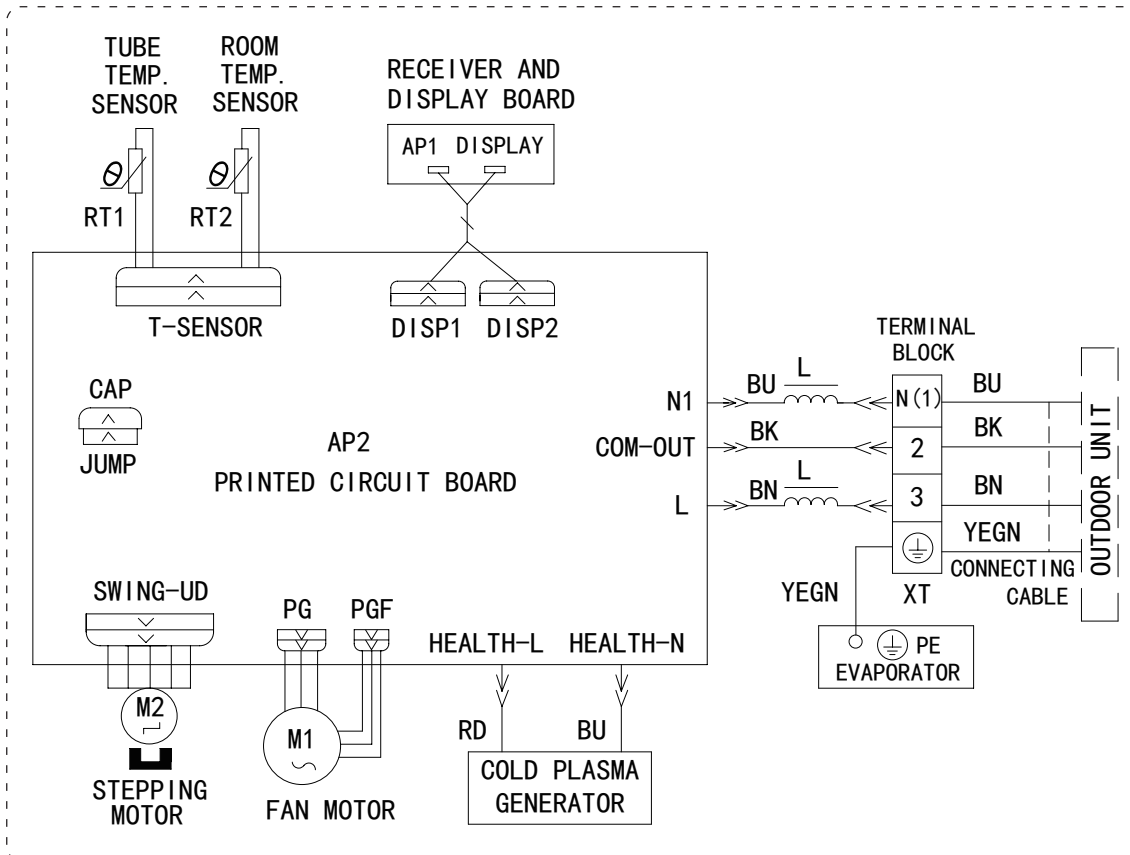 TUBE
TEMP.
SENSOR
ROOM
TEMP.
SENSOR
RECEIVER AND
DISPLAY BOARD
AP1 DISPLAY
θ
RT1
θ
RT2
T-SENSOR
DISP1
DISP2
CAP
JUMP
AP2
PRINTED CIRCUIT BOARD
TERMINAL
BLOCK
N1
BU
L
N(1)
BU
COM-OUT
BK
2
BK
L
BN
L
3
BN
YEGN
OUTDOOR UNIT
CONNECTING
CABLE
XT
YEGN
PE
EVAPORATOR
SWING-UD
PG
PGF
HEALTH-L
HEALTH-N
M2
M1
STEPPING
MOTOR
FAN MOTOR
RD
BU
COLD PLASMA
GENERATOR